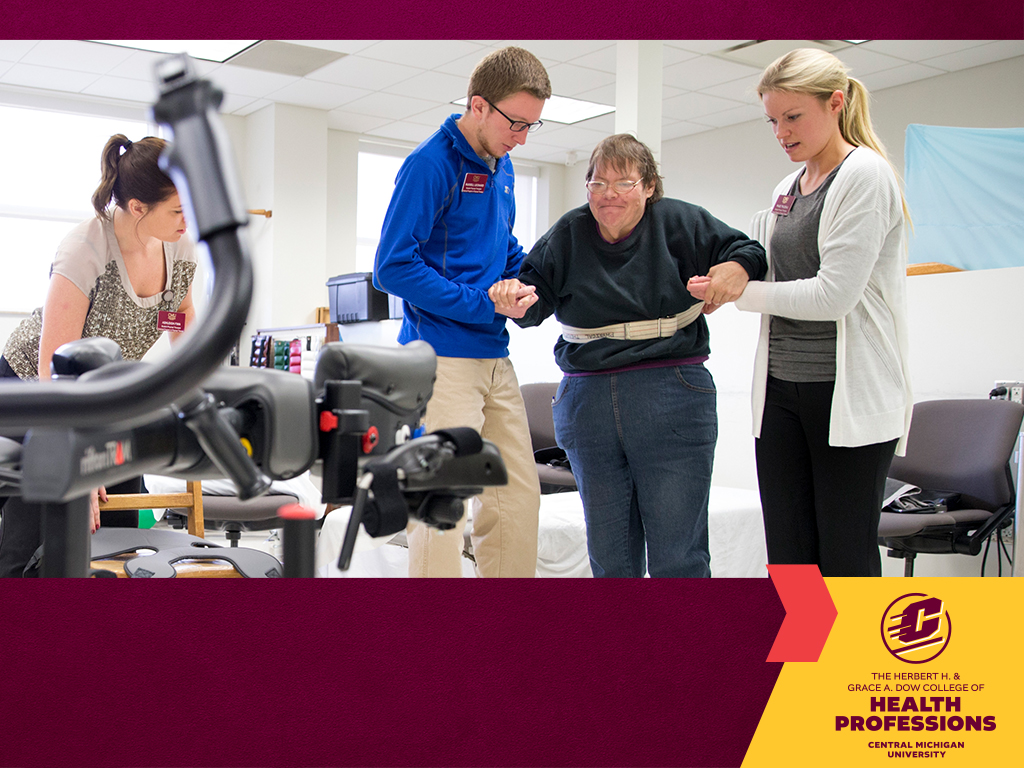 THE HERBERT H. &
GRACE A. DOW COLLEGE OF
HEALTH
PROFESSIONS
CENTRAL MICHIGAN
UNIVERSITY